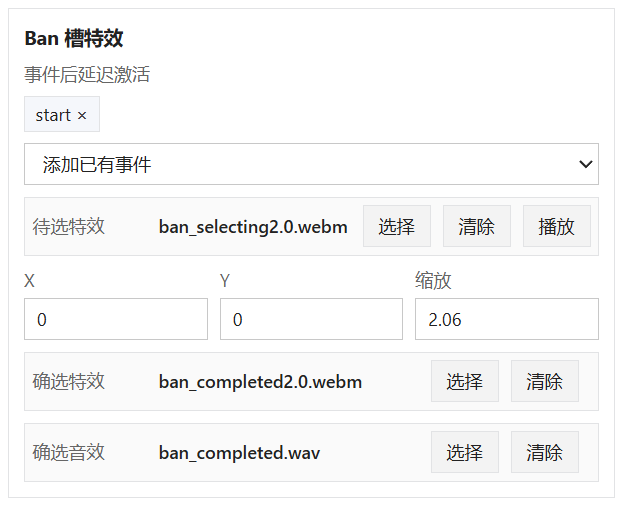 Ban 槽特效
事件后延迟激活
start ×
添加已有事件
待选特效 ban_selecting2.0.webm 选择 清除 播放
X Y 缩放
0 0 2.06
确选特效 ban_completed2.0.webm 选择 清除
确选音效 ban_completed.wav 选择 清除